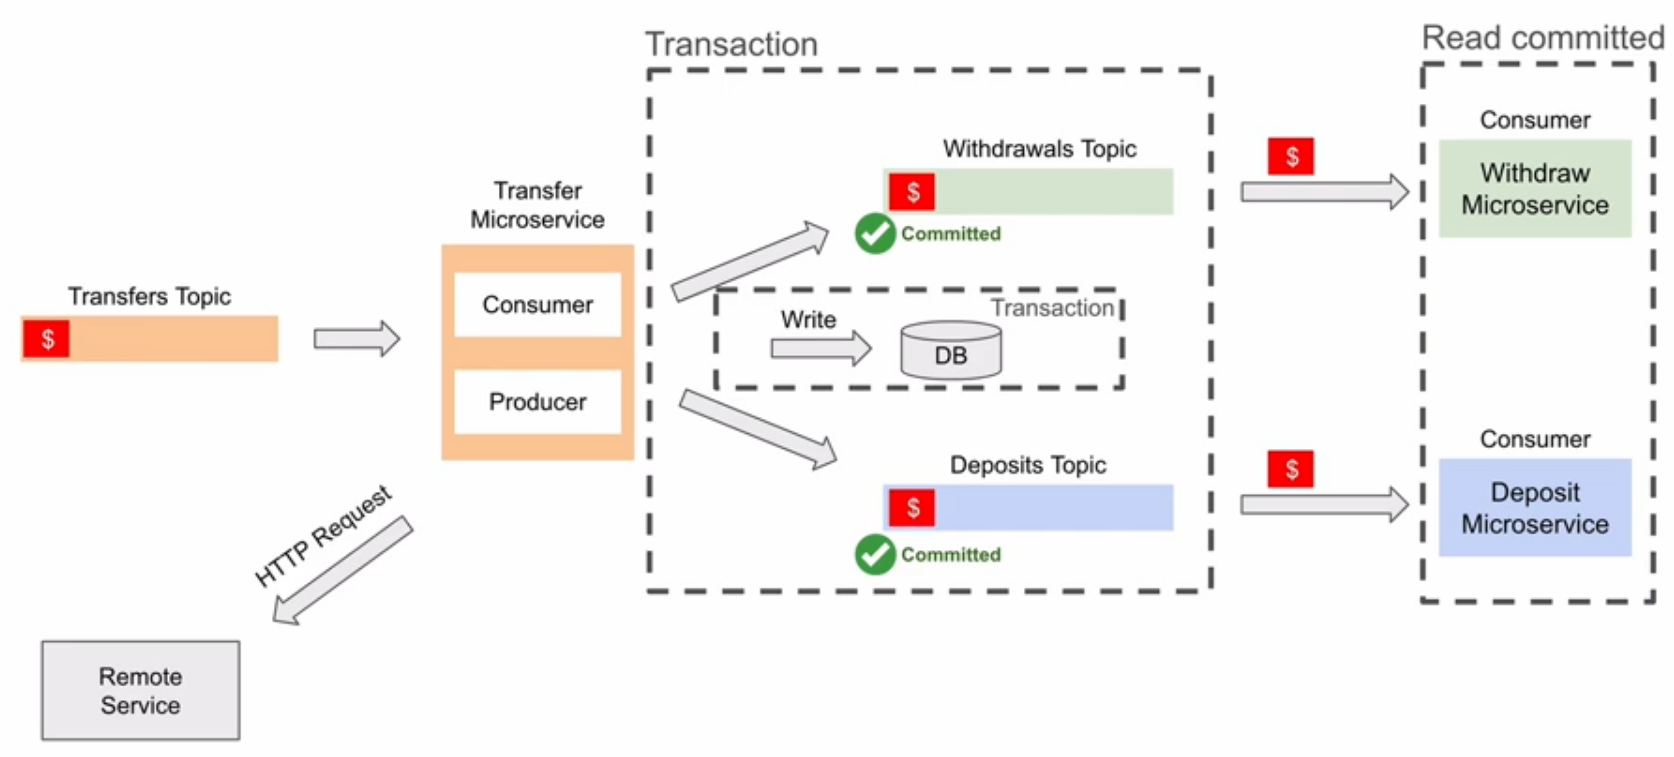 Transaction
Read committed
Consumer
Withdrawals Topic
$
$
Withdraw
Microservice
Transfer
Microservice
Committed
Transfers Topic
$
Consumer
Transaction
Write
DB
Producer
Consumer
Deposits Topic
$
$
Deposit
Microservice
Committed
HTTP Request
Remote
Service